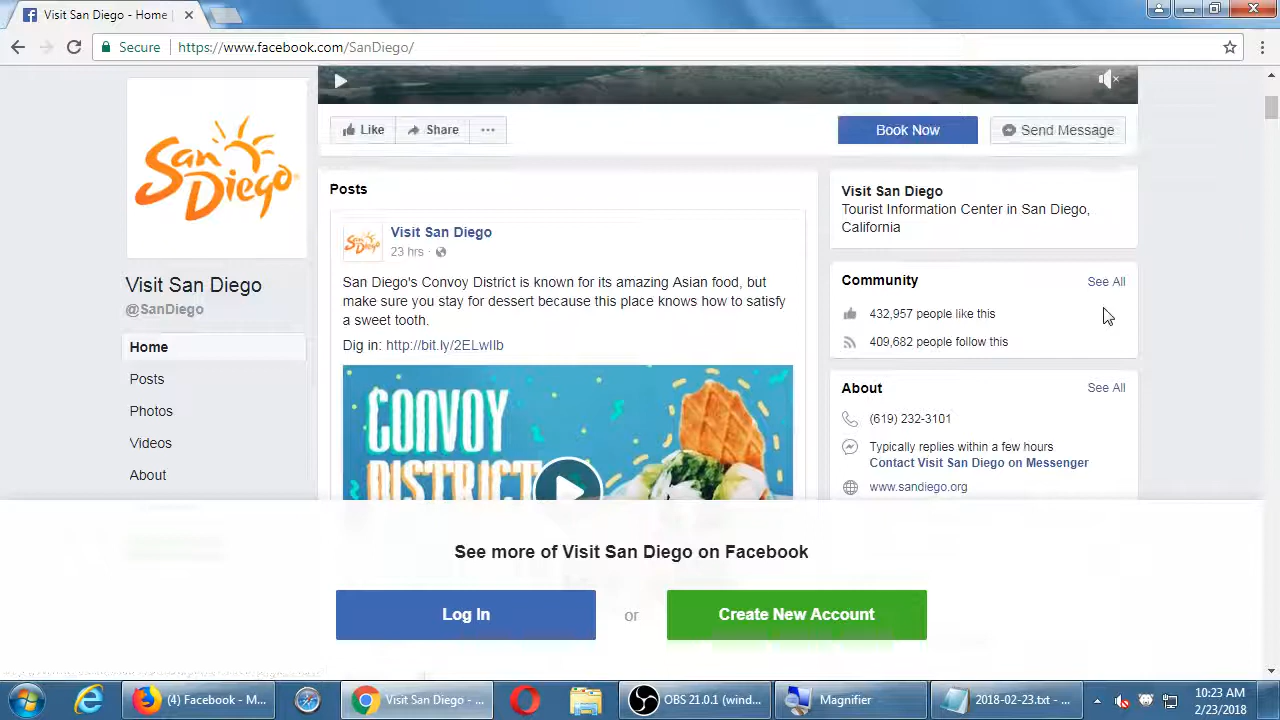 Visit San Diego - Home |
Secure
https://www.facebook.com/SanDiego/
San
Diego
Like
Share
Book Now
Send Message
Posts
Visit San Diego
Tourist Information Center in San Diego,
California
Visit San Diego
23 hrs ·
San Diego's Convoy District is known for its amazing Asian food, but
make sure you stay for dessert because this place knows how to satisfy
a sweet tooth.
Dig in: http://bit.ly/2ELwIIb
CONVOY
DISTRICT
Community
See All
432,957 people like this
409,682 people follow this
About
See All
(619) 232-3101
Typically replies within a few hours
Contact Visit San Diego on Messenger
www.sandiego.org
Visit San Diego
@SanDiego
Home
Posts
Photos
Videos
About
See more of Visit San Diego on Facebook
Log In
or
Create New Account
(4) Facebook - M...
Visit San Diego - ...
OBS 21.0.1 (wind...
Magnifier
2018-02-23.txt - ...
10:23 AM
2/23/2018